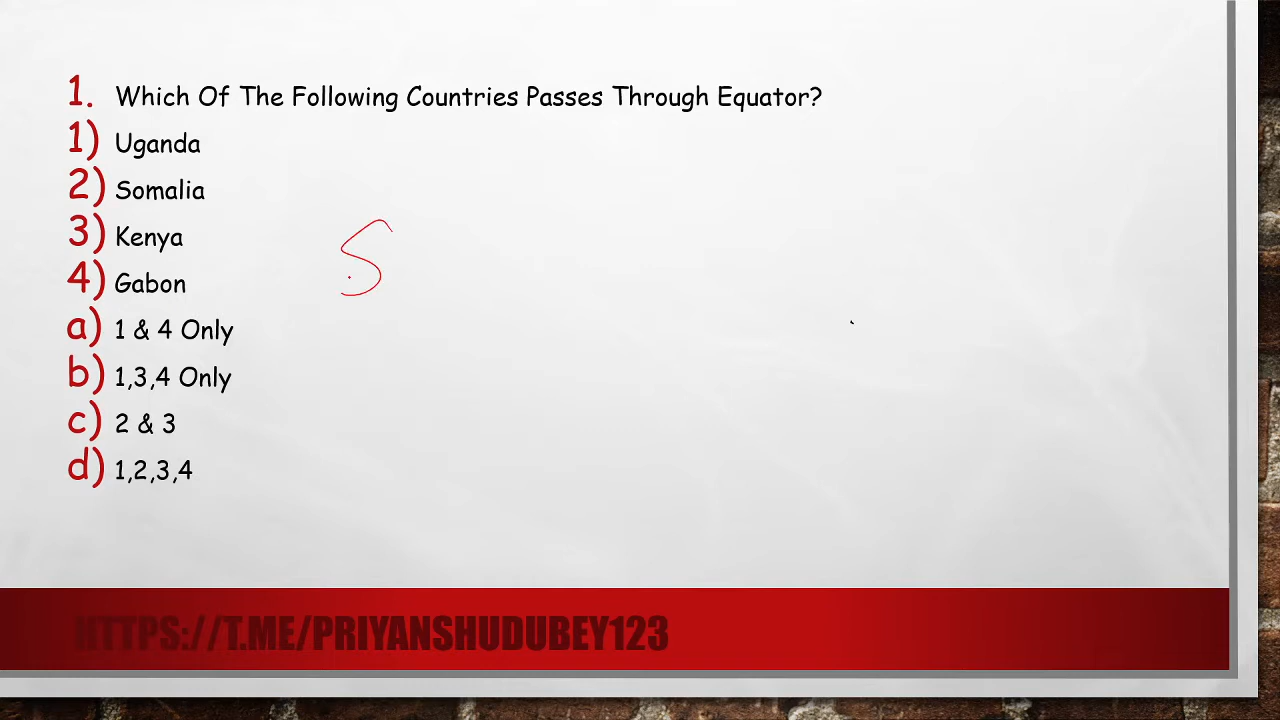 1. Which Of The Following Countries Passes Through Equator?
1) Uganda
2) Somalia
3) Kenya
4) Gabon
S
a) 1 & 4 Only
b) 1,3,4 Only
c) 2 & 3
d) 1,2,3,4
HTTPS://T.ME/PRIYANSHUDUBEY123